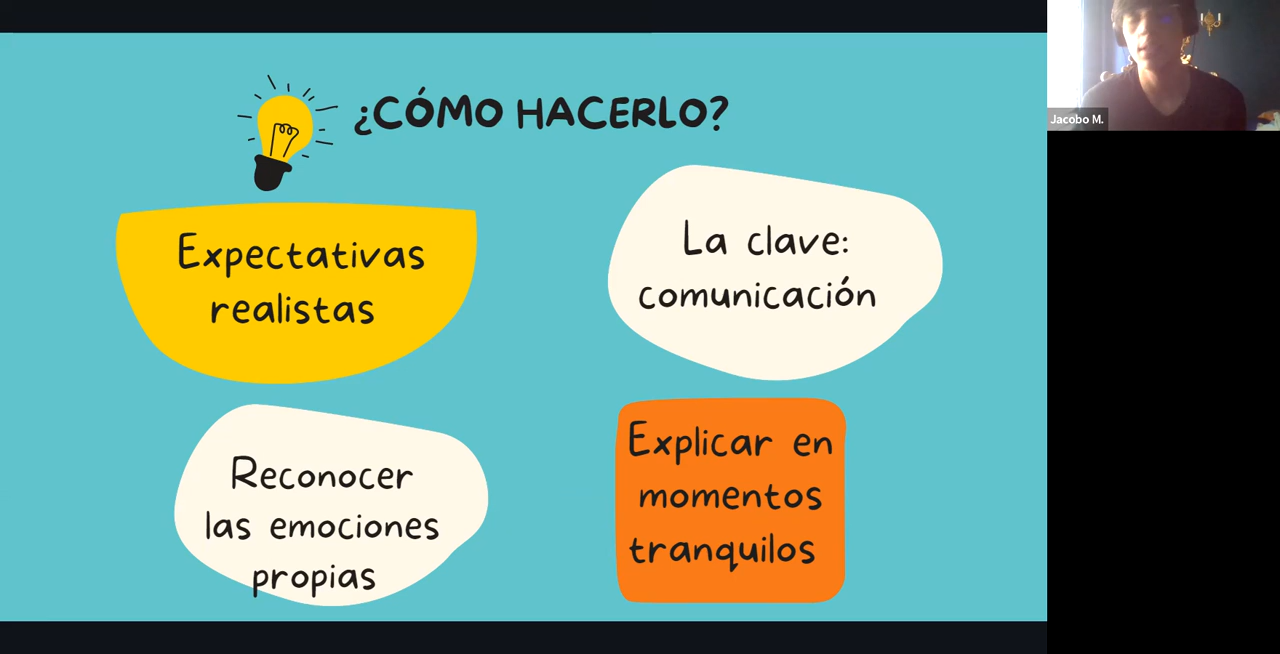 ¿CÓMO HACERLO?
Expectativas
realistas
La clave:
comunicación
Reconocer
las emociones
propias
Explicar en
momentos
tranquilos
Jacobo M.